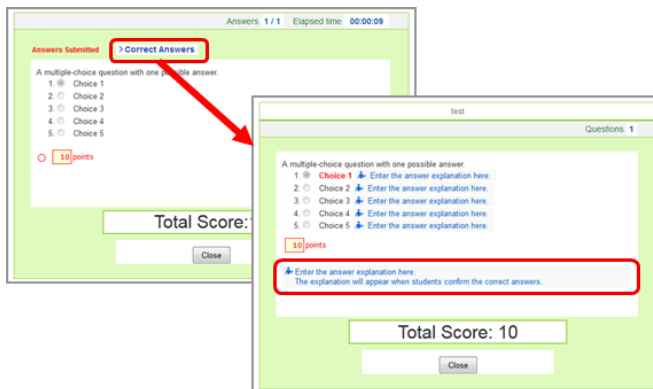 Answers 1 / 1 Elapsed time 00:00:09
Answers Submitted > Correct Answers
A multiple-choice question with one possible answer.
1. Choice 1
2. Choice 2
3. Choice 3
4. Choice 4
5. Choice 5
10 points
Total Score:
Close
test
Questions 1
A multiple-choice question with one possible answer.
1. Choice 1 Enter the answer explanation here.
2. Choice 2 Enter the answer explanation here.
3. Choice 3 Enter the answer explanation here.
4. Choice 4 Enter the answer explanation here.
5. Choice 5 Enter the answer explanation here.
10 points
Enter the answer explanation here.
The explanation will appear when students confirm the correct answers.
Total Score: 10
Close